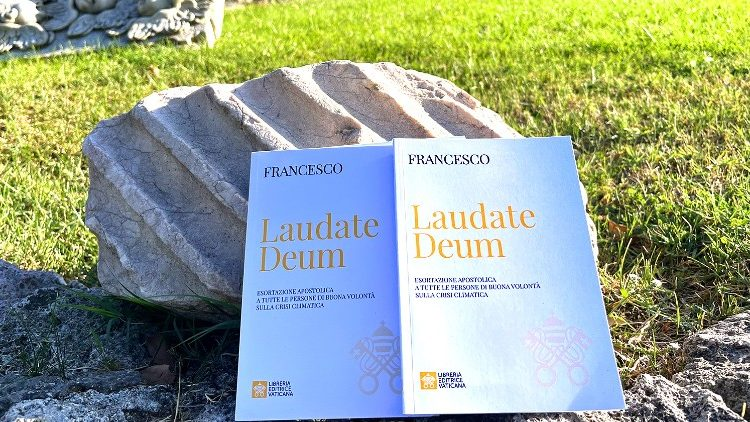 FRANCESCO
Laudate
Deum
ESORTAZIONE APOSTOLICA
A TUTTE LE PERSONE DI BUONA VOLONTÀ
SULLA CRISI CLIMATICA
LIBRERIA
EDITRICE
VATICANA
FRANCESCO
Laudate
Deum
ESORTAZIONE APOSTOLICA
A TUTTE LE PERSONE DI BUONA VOLONTÀ
SULLA CRISI CLIMATICA
LIBRERIA
EDITRICE
VATICANA